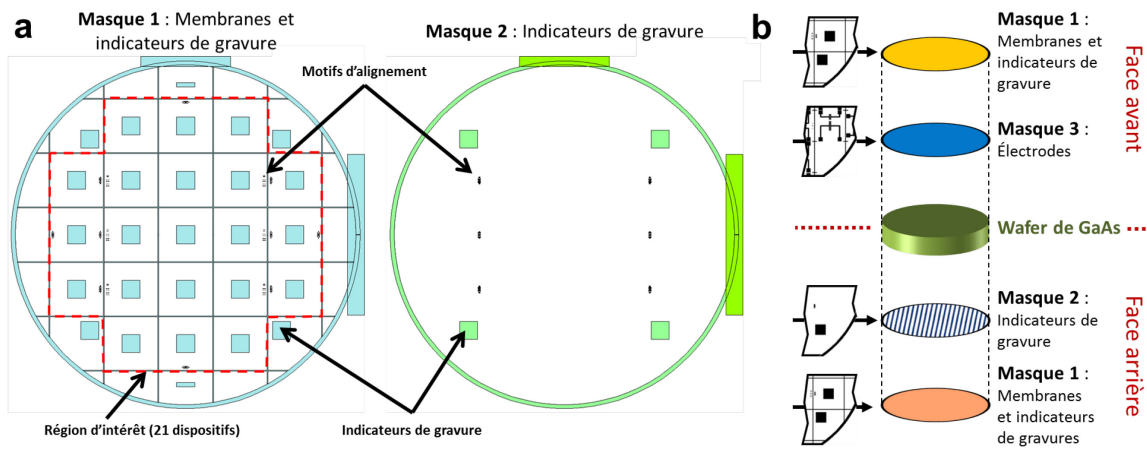 a
Masque 1 : Membranes et
indicateurs de gravure
Masque 2 : Indicateurs de gravure
Motifs d'alignement
Région d'intérêt (21 dispositifs)
Indicateurs de gravure
b
Masque 1 :
Membranes et
indicateurs de
gravure
Masque 3 :
Électrodes
Face avant
Wafer de GaAs
Masque 2 :
Indicateurs de
gravure
Masque 1 :
Membranes
et indicateurs
de gravures
Face arrière